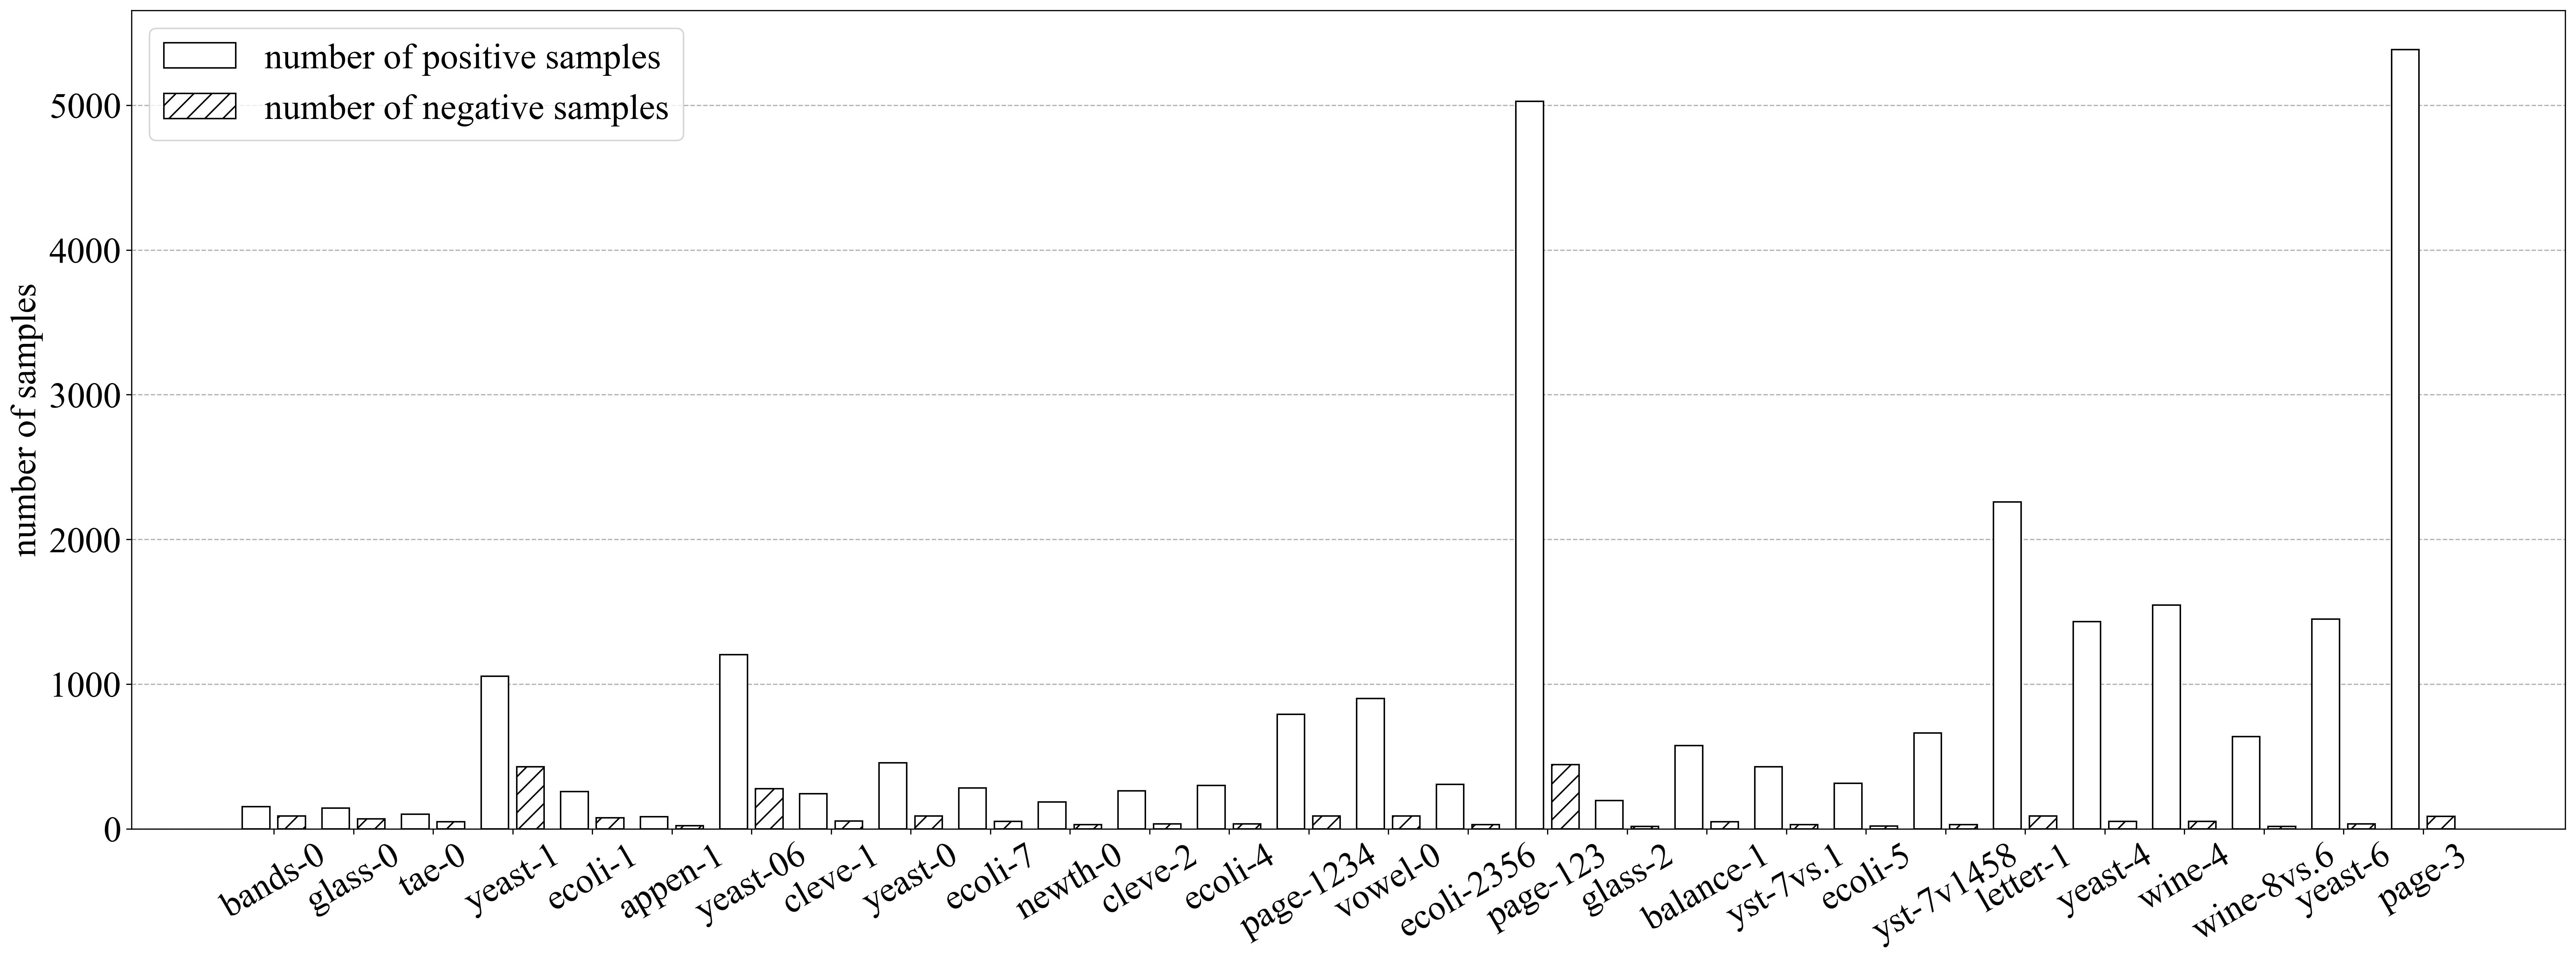 number of positive samples
number of negative samples
number of samples
5000
4000
3000
2000
1000
0
bands-0
glass-0
tae-0
yeast-1
ecoli-1
appen-1
yeast-06
cleve-1
yeast-0
ecoli-7
newth-0
cleve-2
ecoli-4
page-1234
vowel-0
ecoli-2356
page-123
glass-2
balance-1
yst-7vs.1
ecoli-5
yst-7v1458
letter-1
yeast-4
wine-4
wine-8vs.6
yeast-6
page-3